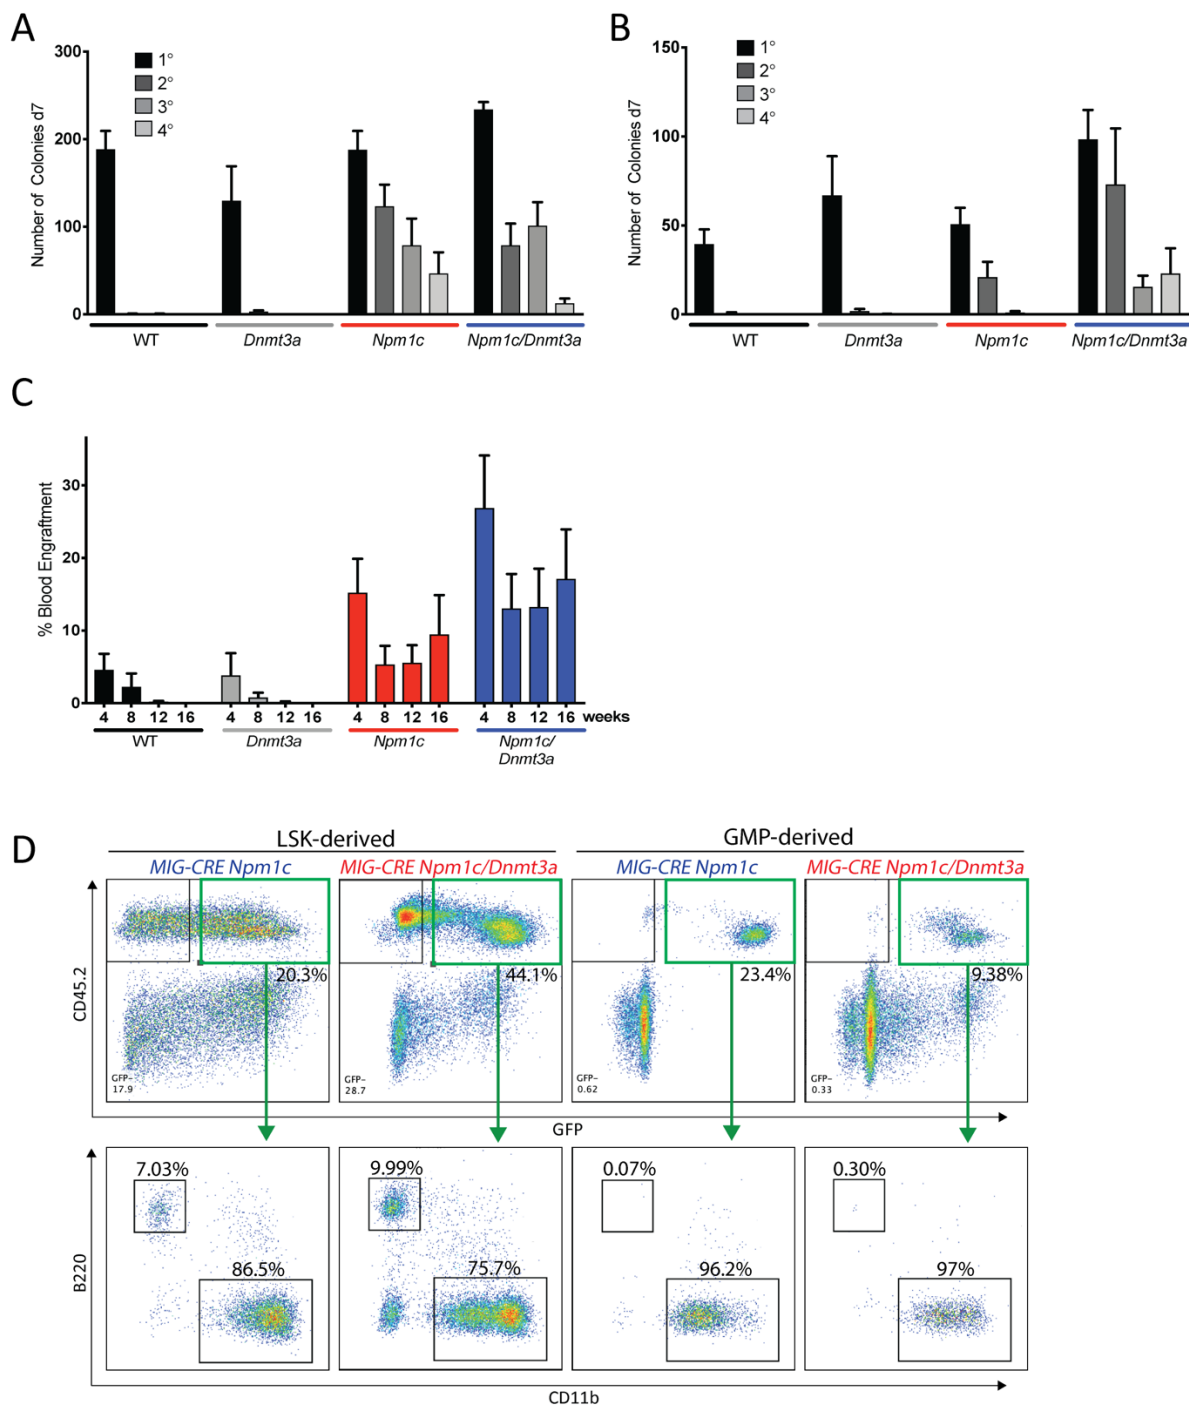 A
B
300
200
100
0
Number of Colonies d7
1°
2°
3°
4°
WT
Dnmt3a
Npm1c
Npm1c/Dnmt3a
150
100
50
0
Number of Colonies d7
1°
2°
3°
4°
WT
Dnmt3a
Npm1c
Npm1c/Dnmt3a
C
30
20
10
0
% Blood Engraftment
4 8 12 16 4 8 12 16 4 8 12 16 4 8 12 16 weeks
WT
Dnmt3a
Npm1c
Npm1c/
Dnmt3a
D
LSK-derived
GMP-derived
MIG-CRE Npm1c
MIG-CRE Npm1c/Dnmt3a
MIG-CRE Npm1c
MIG-CRE Npm1c/Dnmt3a
CD45.2
20.3%
44.1%
23.4%
9.38%
GFP-
17.9
GFP-
28.7
GFP-
0.62
GFP-
0.33
GFP
B220
7.03%
9.99%
0.07%
0.30%
86.5%
75.7%
96.2%
97%
CD11b